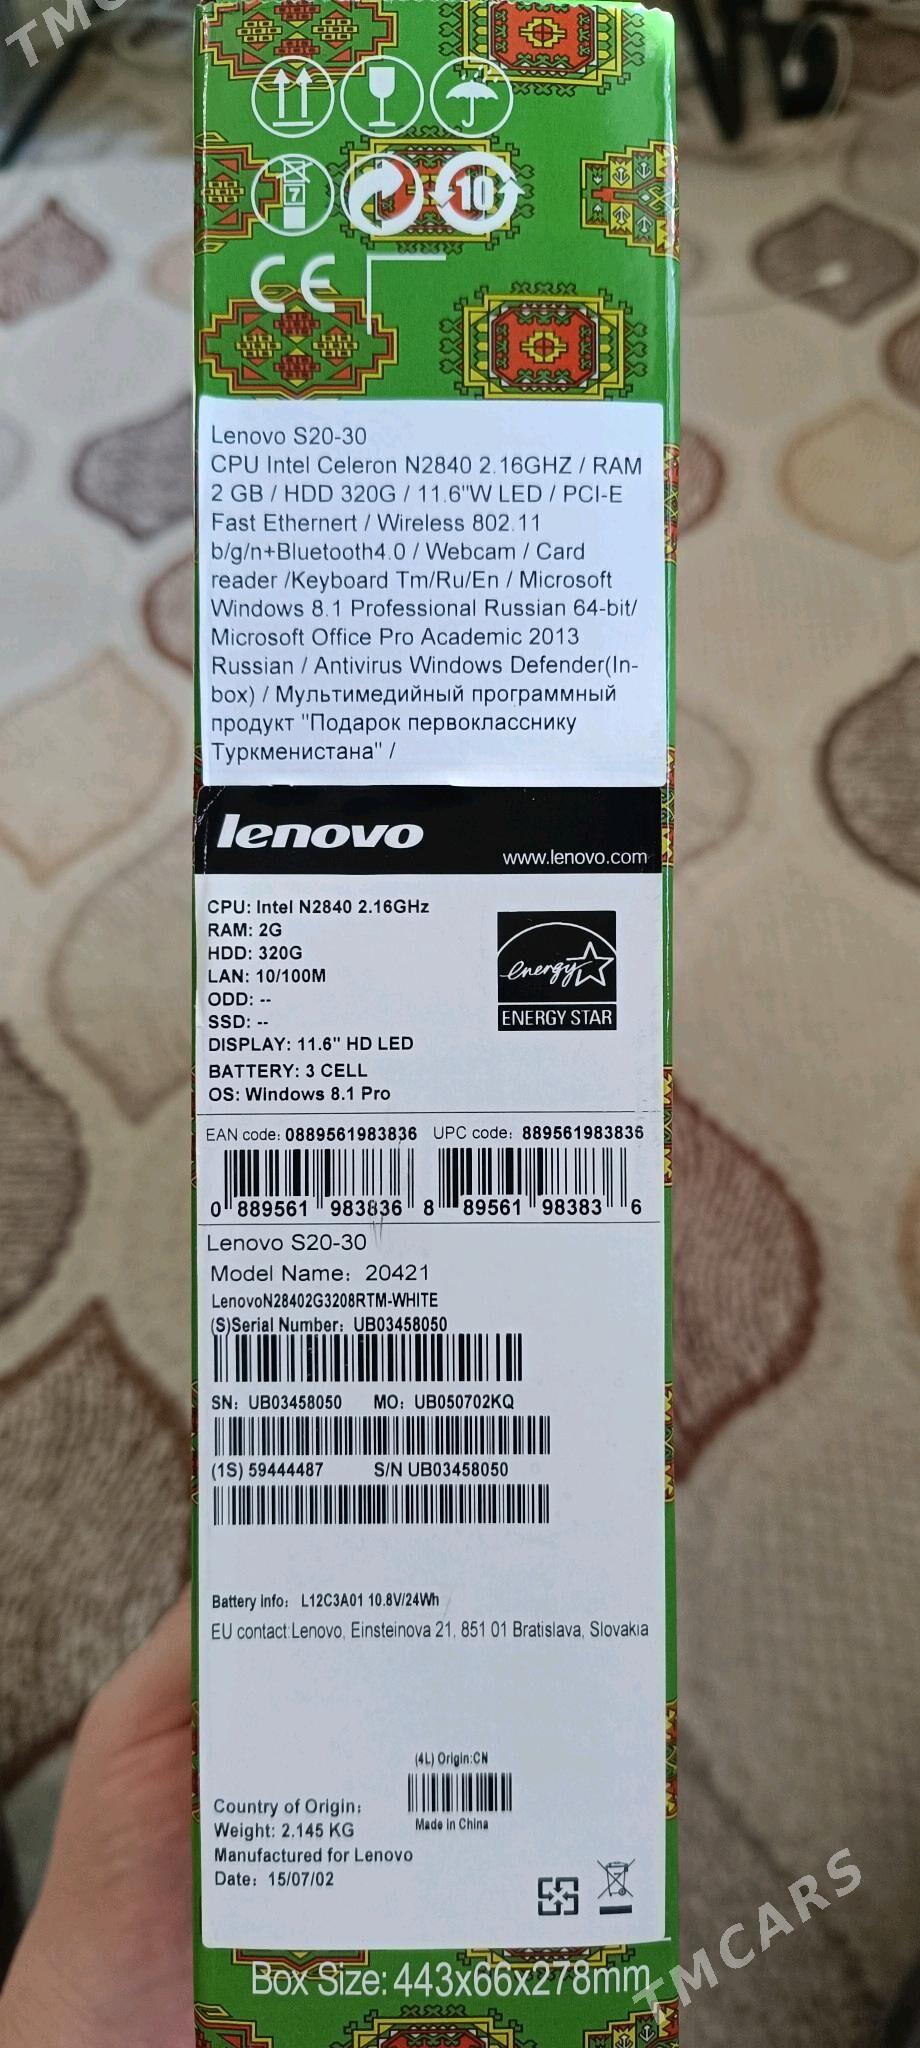 TMC
7
10
CE
Lenovo S20-30
CPU Intel Celeron N2840 2.16GHZ / RAM
2 GB / HDD 320G / 11.6"W LED / PCI-E
Fast Ethernert / Wireless 802.11
b/g/n+Bluetooth4.0 / Webcam / Card
reader /Keyboard Tm/Ru/En / Microsoft
Windows 8.1 Professional Russian 64-bit/
Microsoft Office Pro Academic 2013
Russian / Antivirus Windows Defender(In-
box) / Мультимедийный программный
продукт "Подарок первокласснику
Туркменистана" /
lenovo
www.lenovo.com
CPU: Intel N2840 2.16GHz
RAM: 2G
HDD: 320G
LAN: 10/100M
ODD: --
SSD: --
DISPLAY: 11.6" HD LED
BATTERY: 3 CELL
OS: Windows 8.1 Pro
energy
ENERGY STAR
EAN code: 0889561983836 UPC code: 889561983836
0 889561 983836 8 89561 98383 6
Lenovo S20-30
Model Name: 20421
LenovoN28402G3208RTM-WHITE
(S)Serial Number: UB03458050
SN: UB03458050 MO: UB050702KQ
(1S) 59444487 S/N UB03458050
Battery info: L12C3A01 10.8V/24Wh
EU contact:Lenovo, Einsteinova 21, 851 01 Bratislava, Slovakia
(4L) Origin:CN
Made in China
Country of Origin:
Weight: 2.145 KG
Manufactured for Lenovo
Date: 15/07/02
Box Size: 443x66x278mm
TMCARS